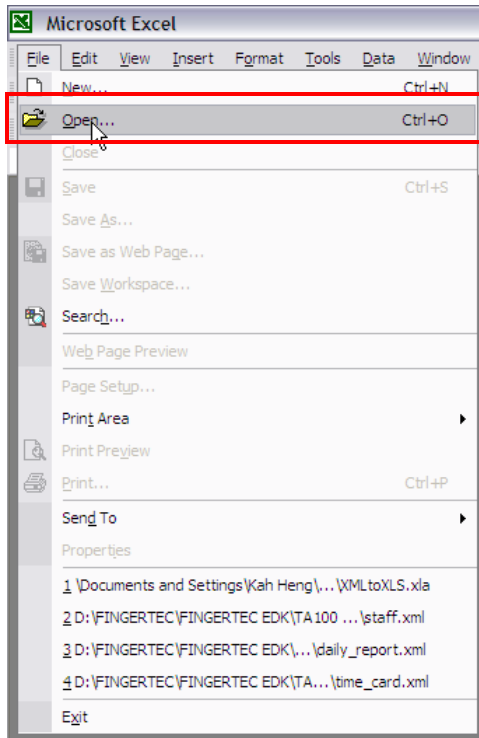 Microsoft Excel
File Edit View Insert Format Tools Data Window
New... Ctrl+N
Open... Ctrl+O
Close
Save Ctrl+S
Save As...
Save as Web Page...
Save Workspace...
Search...
Web Page Preview
Page Setup...
Print Area
Print Preview
Print... Ctrl+P
Send To
Properties
1 \Documents and Settings\Kah Heng\...\XMLtoXLS.xla
2 D:\FINGERTEC\FINGERTEC EDK\TA100 ...\staff.xml
3 D:\FINGERTEC\FINGERTEC EDK\...\daily_report.xml
4 D:\FINGERTEC\FINGERTEC EDK\TA...\time_card.xml
Exit